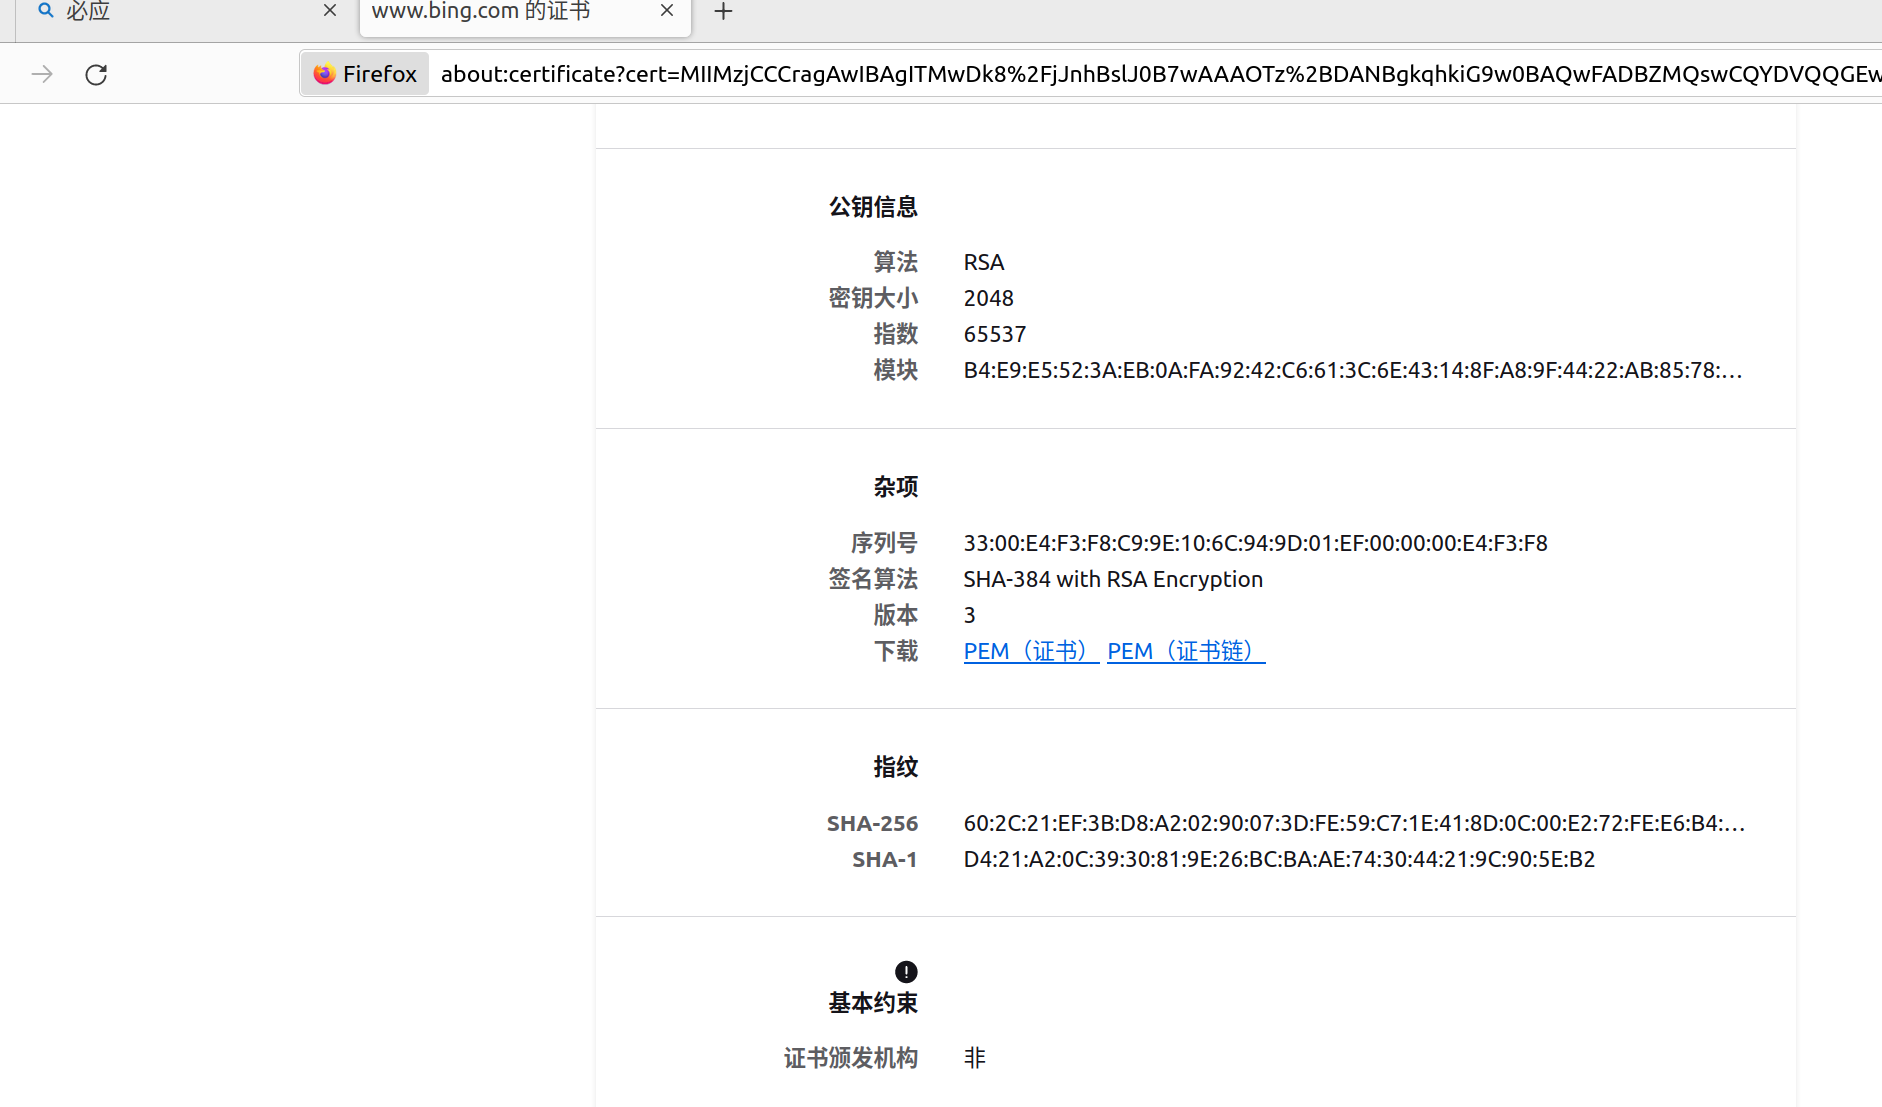 必应
www.bing.com 的证书
Firefox about:certificate?cert=MIIMzjCCCragAwIBAgITMwDk8%2FjJnhBslJ0B7wAAAOTz%2BDANBgkqhkiG9w0BAQwFADBZMQswCQYDVQQGEw
公钥信息
算法 RSA
密钥大小 2048
指数 65537
模块 B4:E9:E5:52:3A:EB:0A:FA:92:42:C6:61:3C:6E:43:14:8F:A8:9F:44:22:AB:85:78:…
杂项
序列号 33:00:E4:F3:F8:C9:9E:10:6C:94:9D:01:EF:00:00:00:E4:F3:F8
签名算法 SHA-384 with RSA Encryption
版本 3
下载 PEM（证书） PEM（证书链）
指纹
SHA-256 60:2C:21:EF:3B:D8:A2:02:90:07:3D:FE:59:C7:1E:41:8D:0C:00:E2:72:FE:E6:B4:…
SHA-1 D4:21:A2:0C:39:30:81:9E:26:BC:BA:AE:74:30:44:21:9C:90:5E:B2
基本约束
证书颁发机构 非